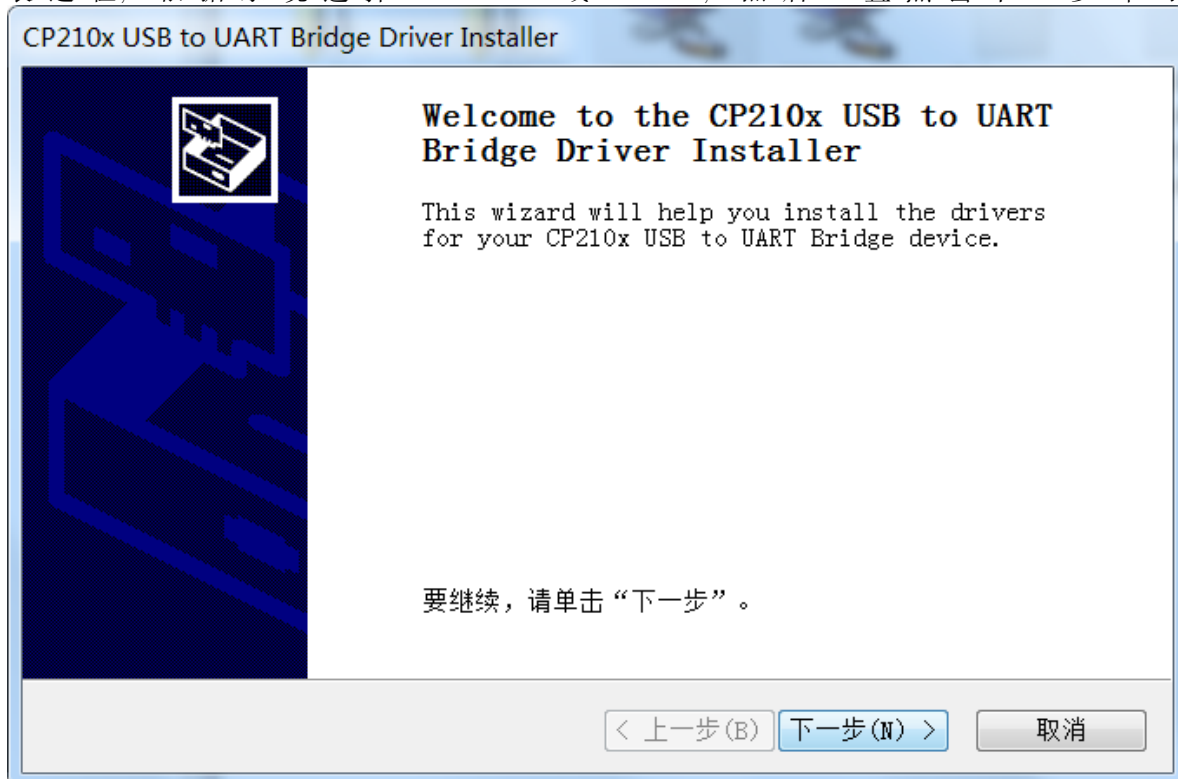 CP210x USB to UART Bridge Driver Installer
Welcome to the CP210x USB to UART
Bridge Driver Installer
This wizard will help you install the drivers
for your CP210x USB to UART Bridge device.
要继续，请单击“下一步”。
< 上一步(B) 下一步(N) > 取消